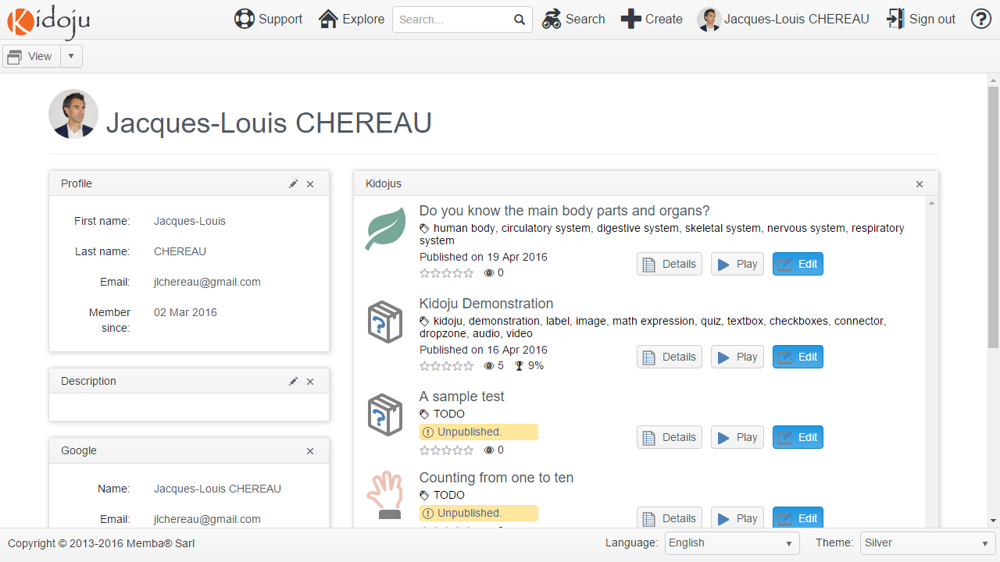 Kidoju
Support
Explore
Search...
Search
Create
Jacques-Louis CHEREAU
Sign out
View
Jacques-Louis CHEREAU
Profile
First name: Jacques-Louis
Last name: CHEREAU
Email: jlchereau@gmail.com
Member since: 02 Mar 2016
Description
Google
Name: Jacques-Louis CHEREAU
Email: jlchereau@gmail.com
Kidojus
Do you know the main body parts and organs?
human body, circulatory system, digestive system, skeletal system, nervous system, respiratory
system
Published on 19 Apr 2016
0
Details Play Edit
Kidoju Demonstration
kidoju, demonstration, label, image, math expression, quiz, textbox, checkboxes, connector,
dropzone, audio, video
Published on 16 Apr 2016
5 9%
Details Play Edit
A sample test
TODO
Unpublished.
0
Details Play Edit
Counting from one to ten
TODO
Unpublished.
Details Play Edit
Copyright © 2013-2016 Memba® Sarl
Language: English
Theme: Silver